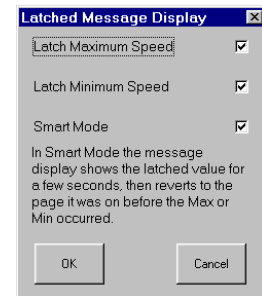 Latched Message Display
Latch Maximum Speed
Latch Minimum Speed
Smart Mode
In Smart Mode the message
display shows the latched value for
a few seconds, then reverts to the
page it was on before the Max or
Min occurred.
OK Cancel